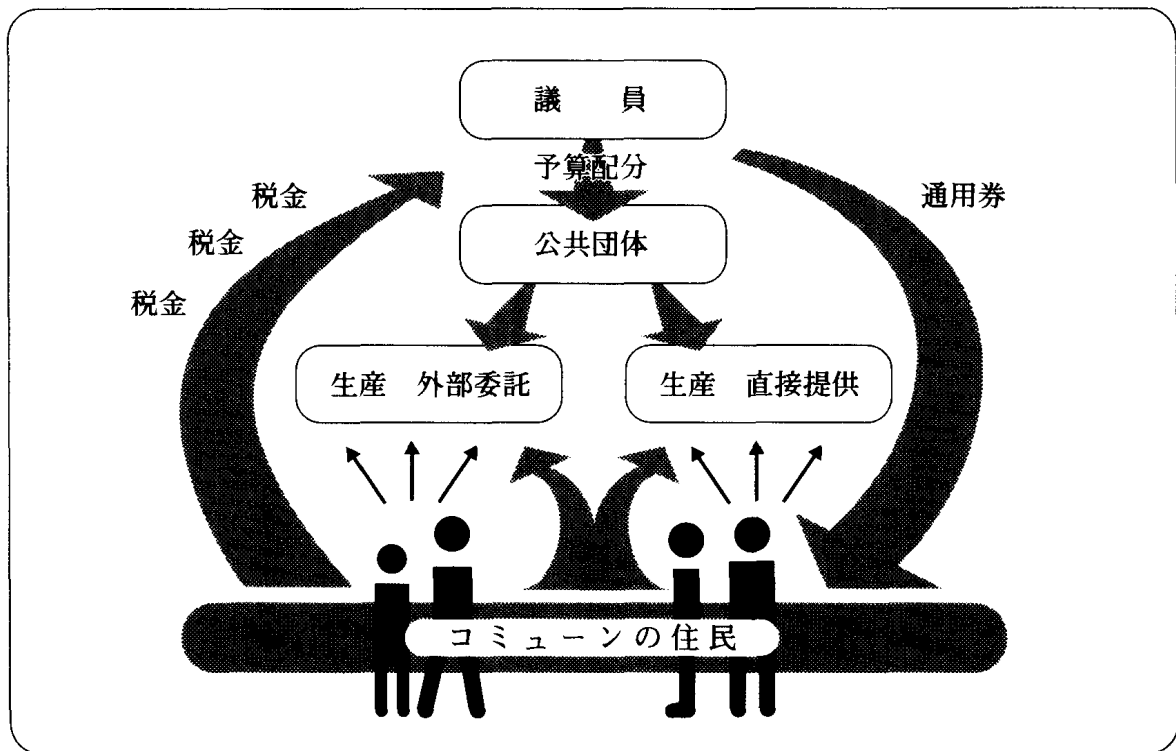 議　員
予算配分
税金
通用券
税金
公共団体
税金
生産　外部委託
生産　直接提供
コミューンの住民